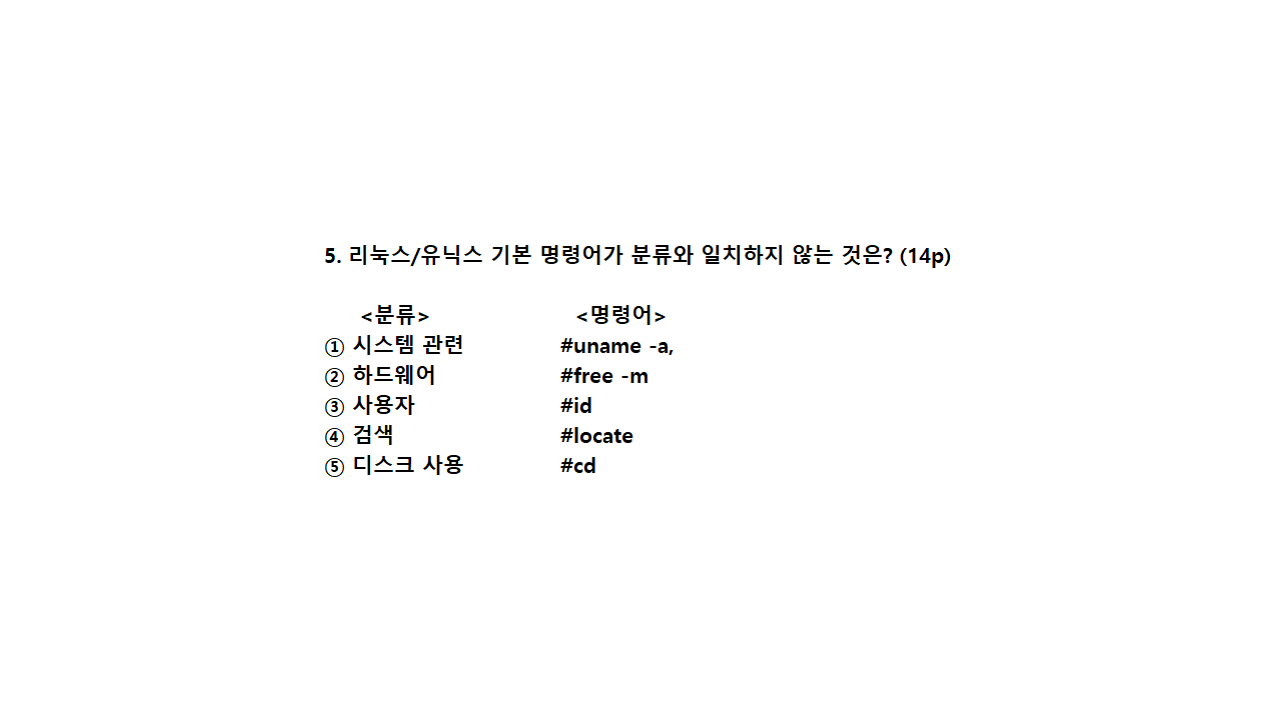 5. 리눅스/유닉스 기본 명령어가 분류와 일치하지 않는 것은? (14p)
<분류> <명령어>
① 시스템 관련 #uname -a,
② 하드웨어 #free -m
③ 사용자 #id
④ 검색 #locate
⑤ 디스크 사용 #cd